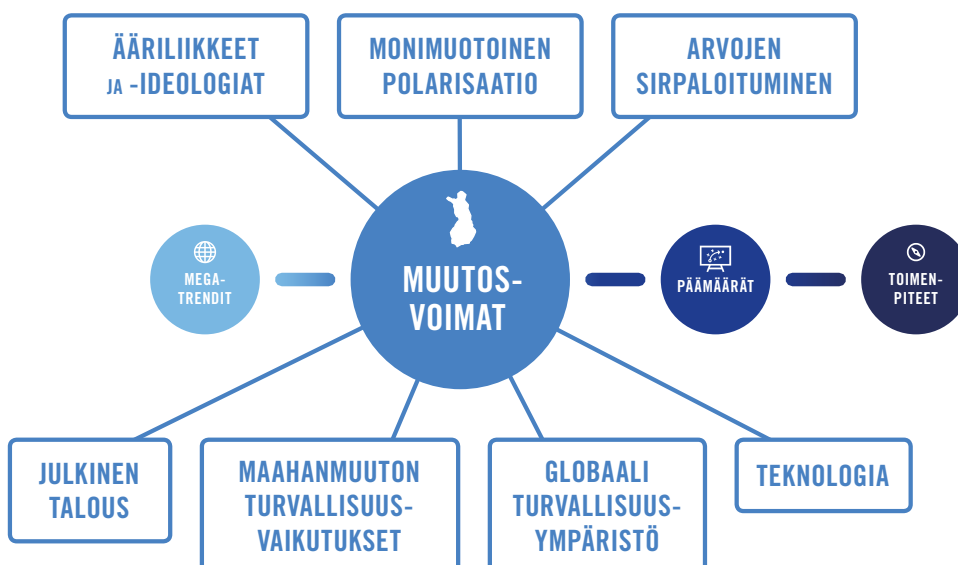 ÄÄRILIIKKEET
JA -IDEOLOGIAT
MONIMUOTOINEN
POLARISAATIO
ARVOJEN
SIRPALOITUMINEN
MEGA-
TRENDIT
MUUTOS-
VOIMAT
PÄÄMÄÄRÄT
TOIMEN-
PITEET
JULKINEN
TALOUS
MAAHANMUUTON
TURVALLISUUS-
VAIKUTUKSET
GLOBAALI
TURVALLISUUS-
YMPÄRISTÖ
TEKNOLOGIA